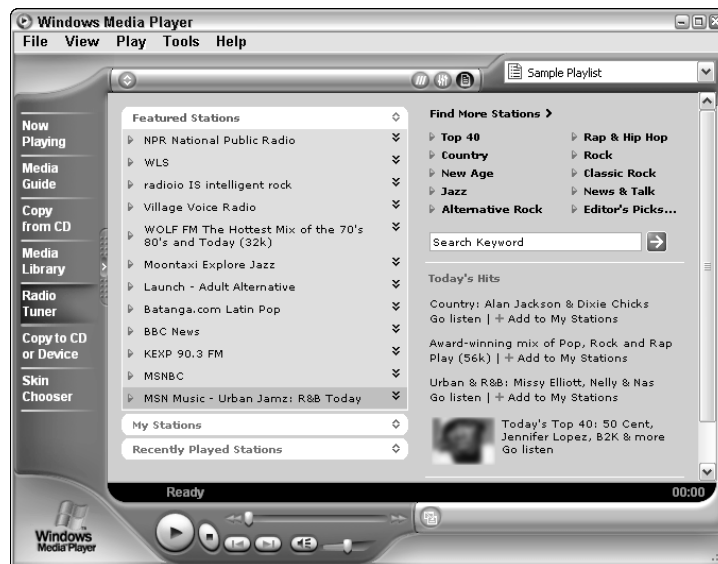 Windows Media Player
File View Play Tools Help
Sample Playlist
Now
Playing
Media
Guide
Copy
from CD
Media
Library
Radio
Tuner
Copy to CD
or Device
Skin
Chooser
Featured Stations
NPR National Public Radio
WLS
radioio IS intelligent rock
Village Voice Radio
WOLF FM The Hottest Mix of the 70's
80's and Today (32k)
Moontaxi Explore Jazz
Launch - Adult Alternative
Batanga.com Latin Pop
BBC News
KEXP 90.3 FM
MSNBC
MSN Music - Urban Jamz: R&B Today
My Stations
Recently Played Stations
Find More Stations
Top 40
Country
New Age
Jazz
Alternative Rock
Rap & Hip Hop
Rock
Classic Rock
News & Talk
Editor's Picks...
Search Keyword
Today's Hits
Country: Alan Jackson & Dixie Chicks
Go listen | + Add to My Stations
Award-winning mix of Pop, Rock and Rap
Play (56k) | + Add to My Stations
Urban & R&B: Missy Elliott, Nelly & Nas
Go listen | + Add to My Stations
Today's Top 40: 50 Cent,
Jennifer Lopez, B2K & more
Go listen
Ready
00:00
Windows
Media Player